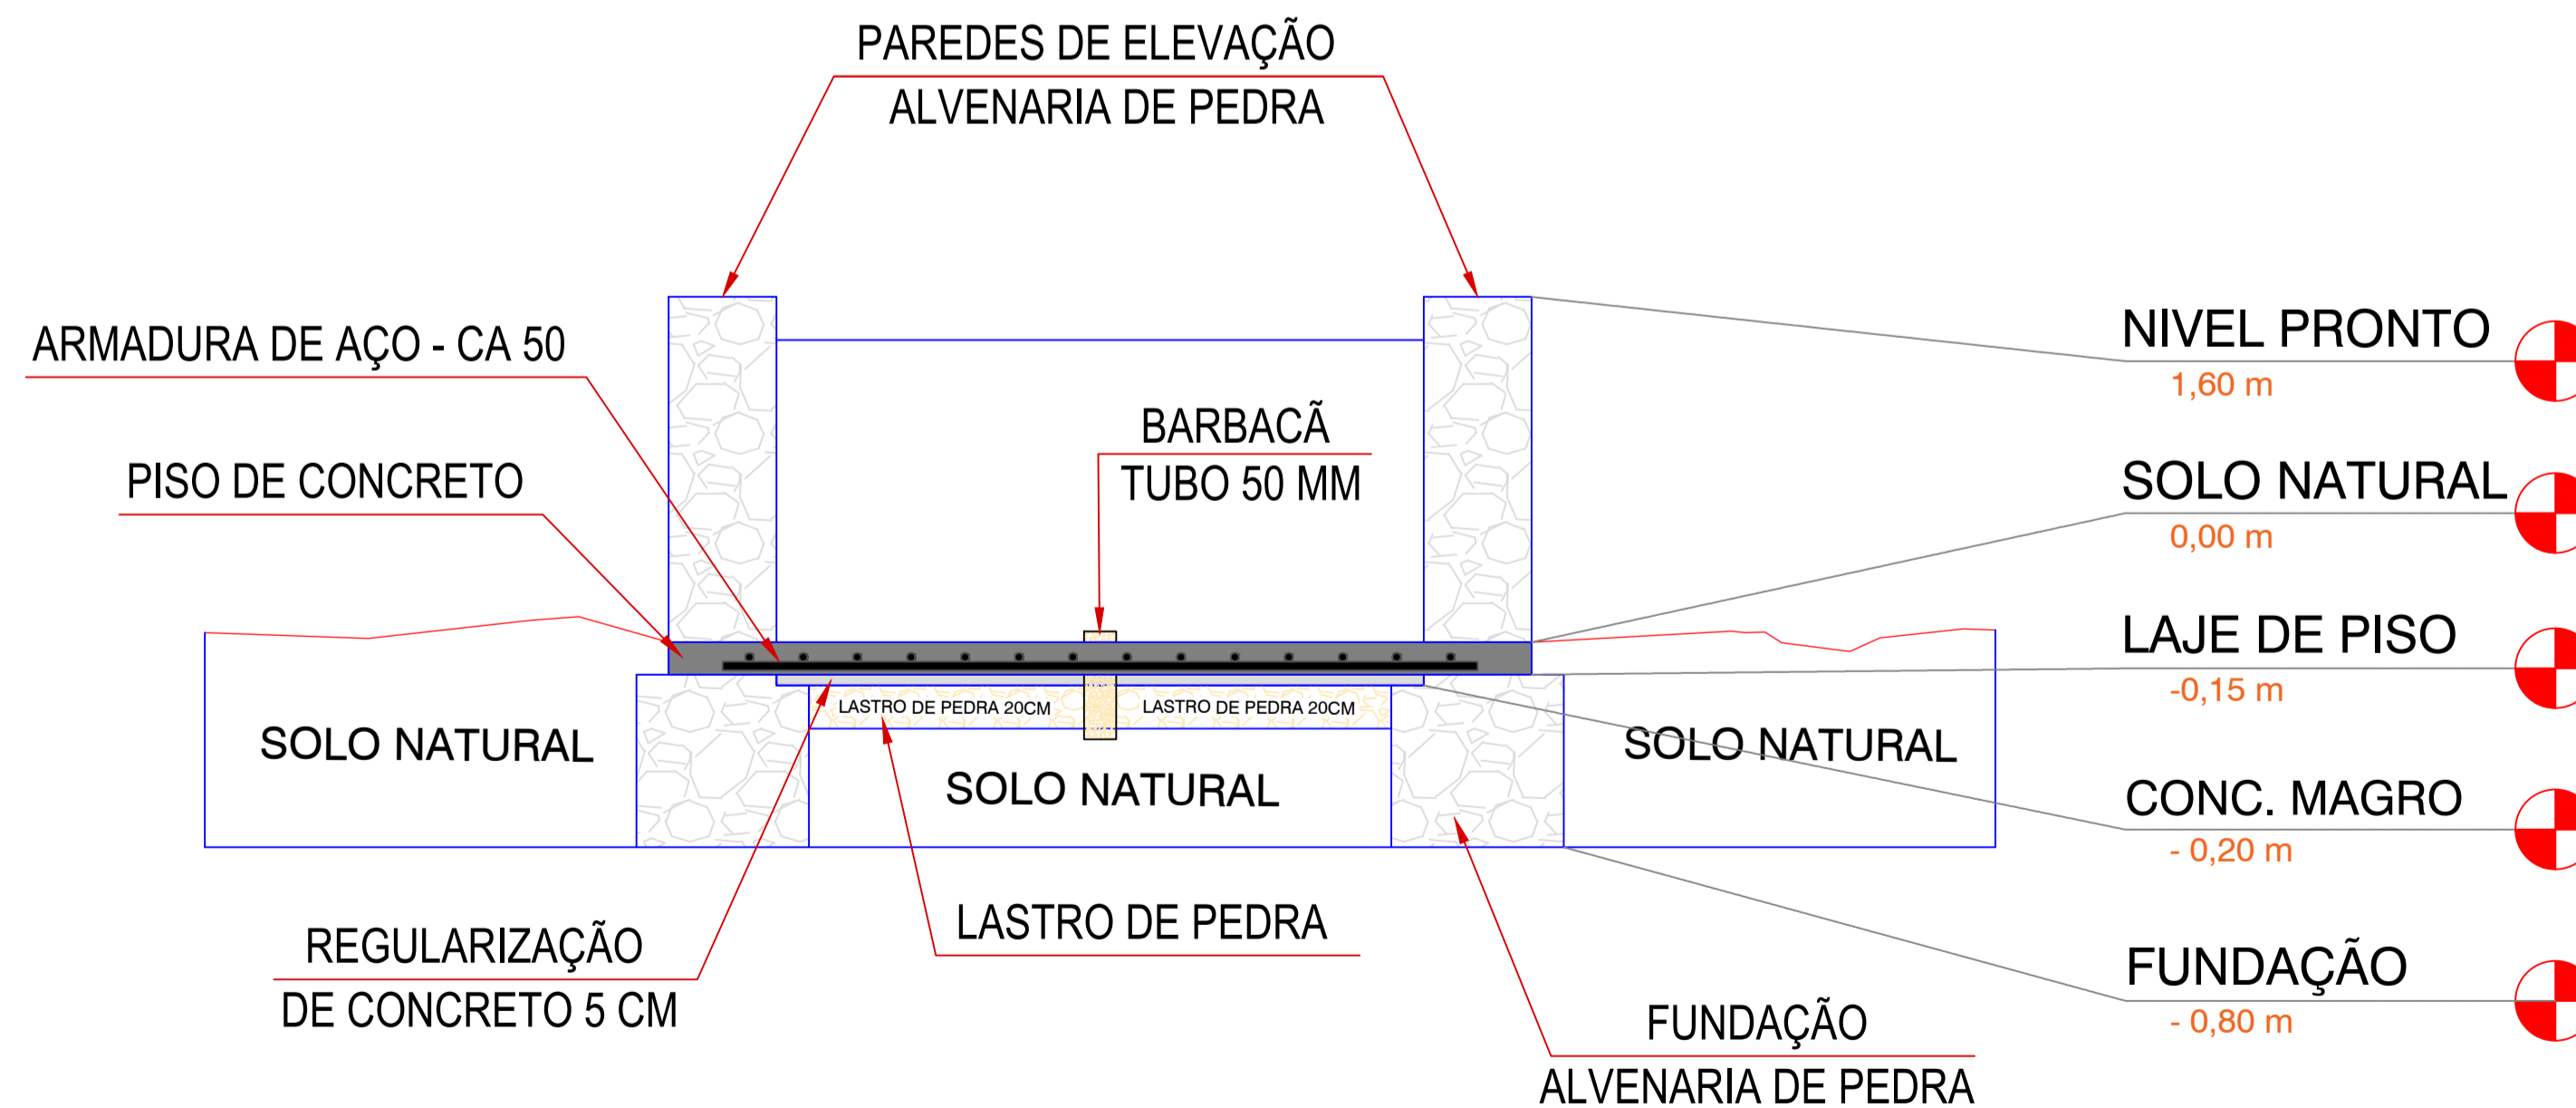 PAREDES DE ELEVAÇÃO
ALVENARIA DE PEDRA
ARMADURA DE AÇO - CA 50
PISO DE CONCRETO
BARBACÃ
TUBO 50 MM
NIVEL PRONTO
1,60 m
SOLO NATURAL
0,00 m
LAJE DE PISO
-0,15 m
CONC. MAGRO
- 0,20 m
FUNDAÇÃO
- 0,80 m
LASTRO DE PEDRA 20CM
LASTRO DE PEDRA 20CM
SOLO NATURAL
SOLO NATURAL
SOLO NATURAL
REGULARIZAÇÃO
DE CONCRETO 5 CM
LASTRO DE PEDRA
FUNDAÇÃO
ALVENARIA DE PEDRA